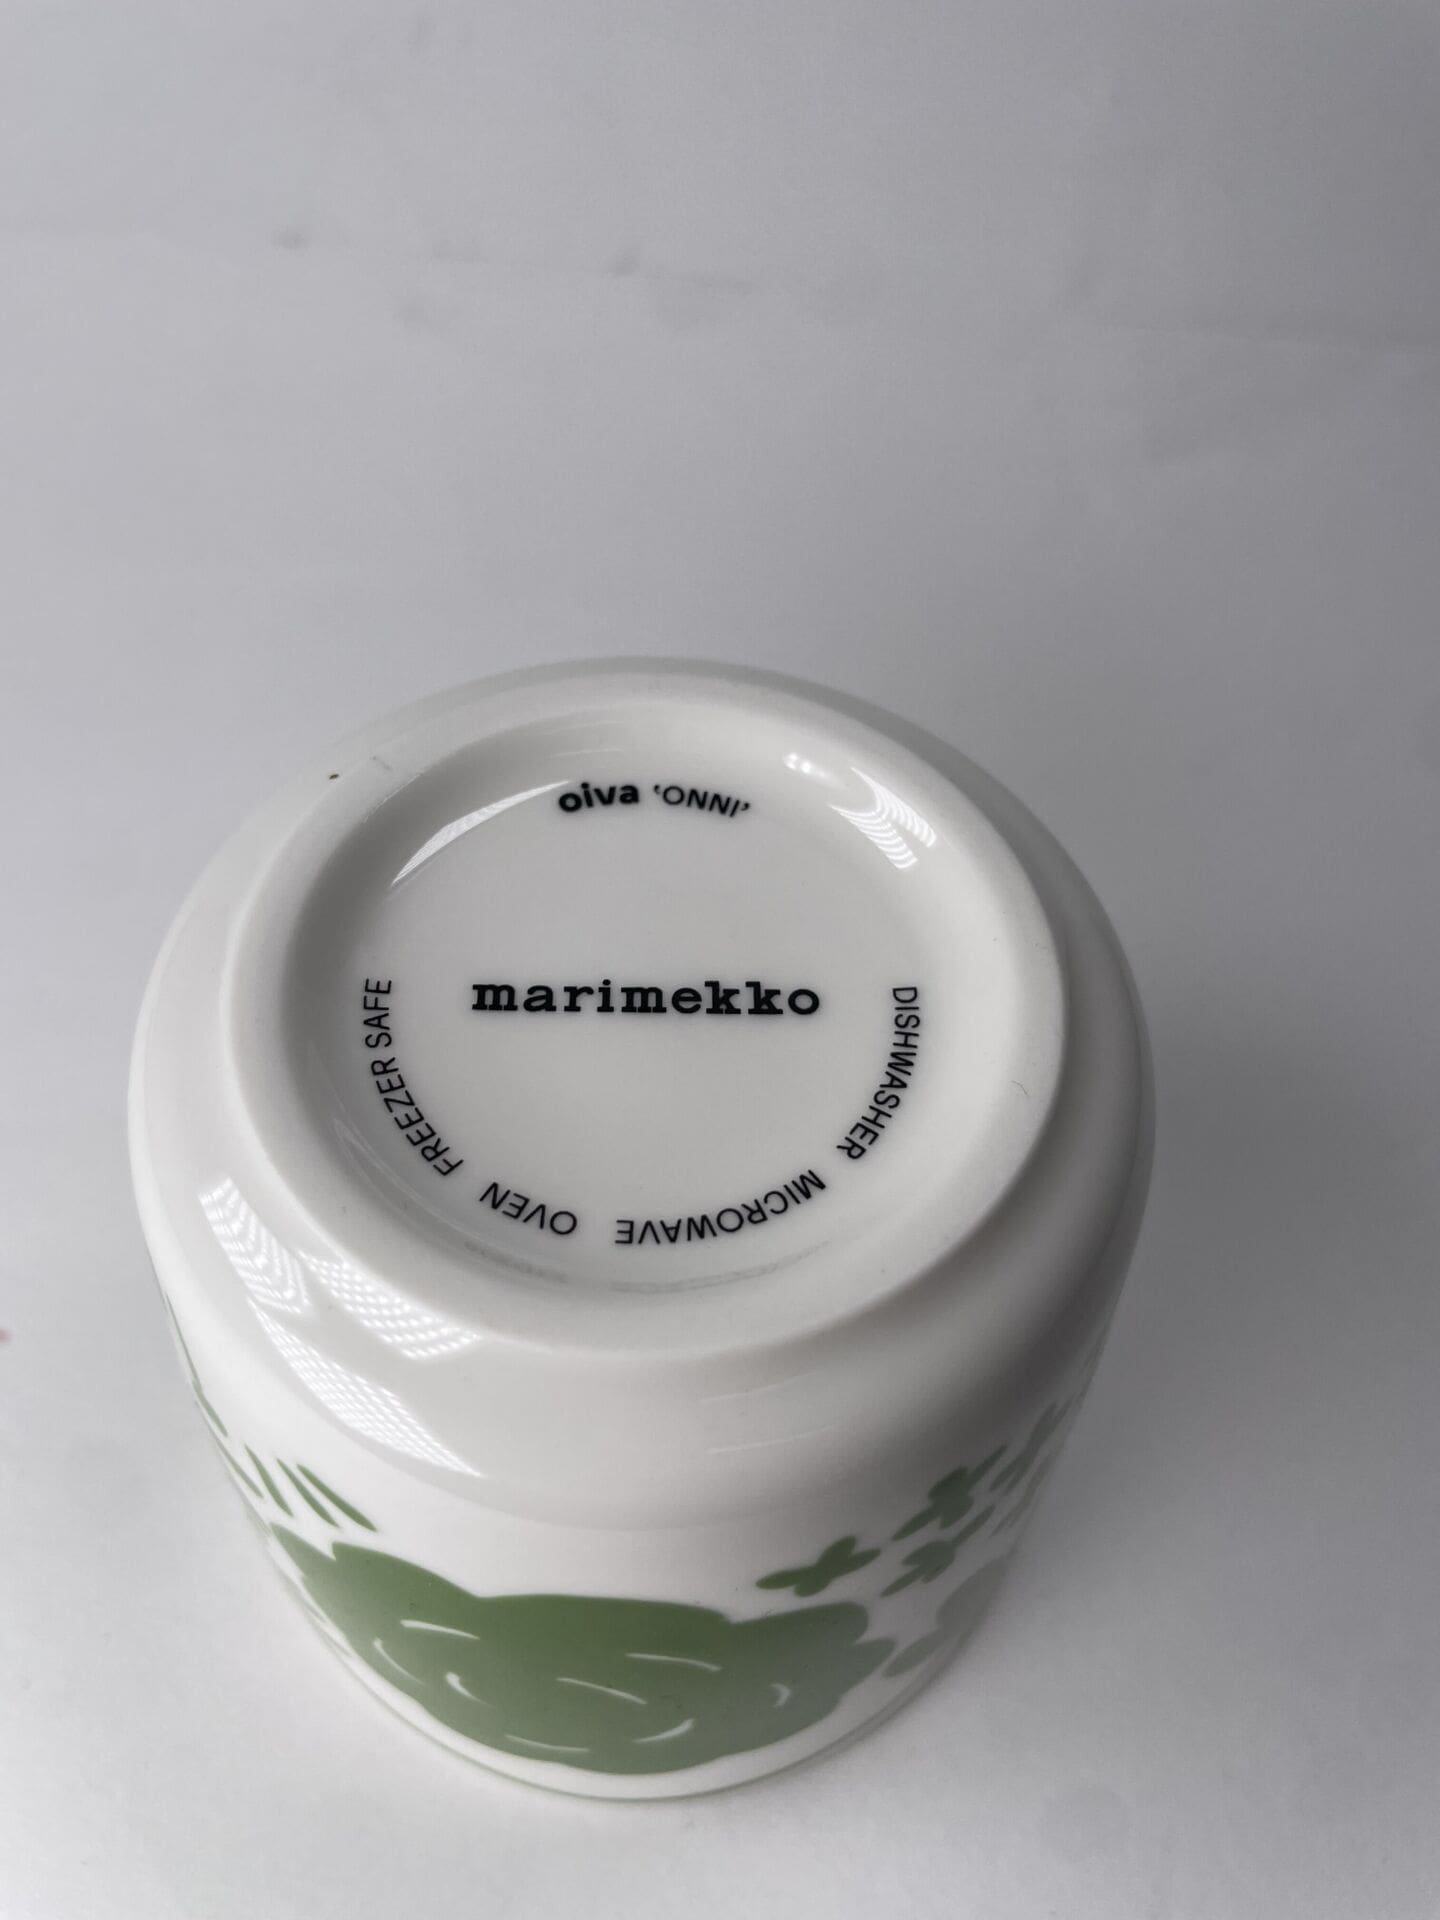 oiva ‘ONNI’
marimekko
DISHWASHER MICROWAVE OVEN FREEZER SAFE